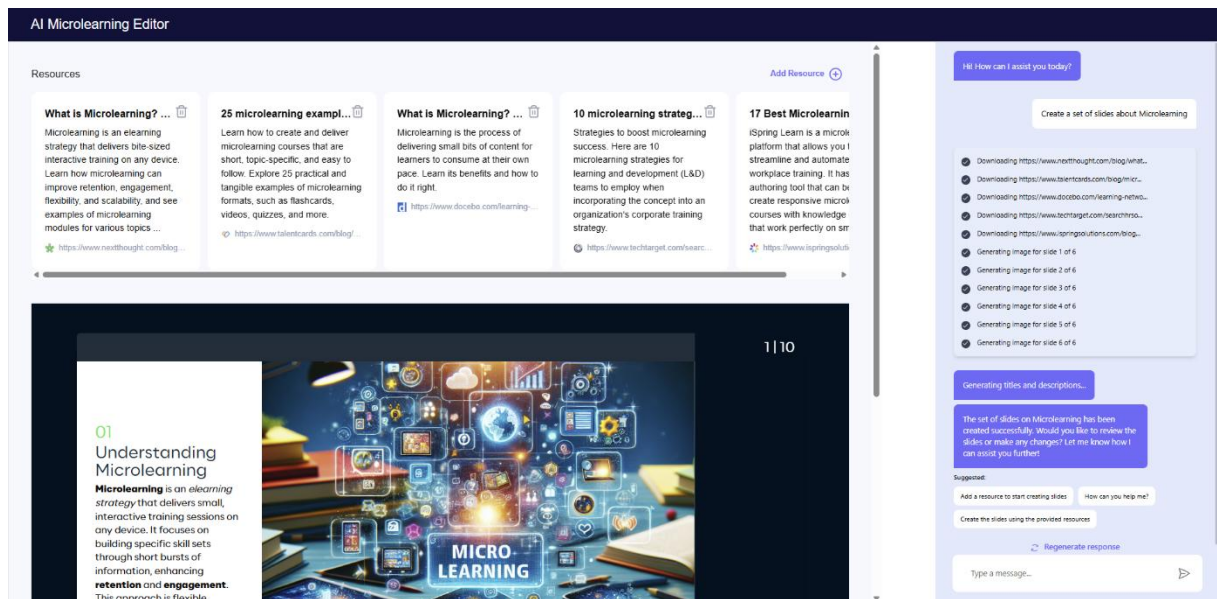 AI Microlearning Editor
Resources
Add Resource
What is Microlearning? ...
Microlearning is an elearning
strategy that delivers bite-sized
interactive training on any device.
Learn how microlearning can
improve retention, engagement,
flexibility, and scalability, and see
examples of microlearning
modules for various topics ...
https://www.nextthought.com/blog...
25 microlearning exampl...
Learn how to create and deliver
microlearning courses that are
short, topic-specific, and easy to
follow. Explore 25 practical and
tangible examples of microlearning
formats, such as flashcards,
videos, quizzes, and more.
https://www.talentcards.com/blog/...
What is Microlearning? ...
Microlearning is the process of
delivering small bits of content for
learners to consume at their own
pace. Learn its benefits and how to
do it right.
https://www.docebo.com/learning-...
10 microlearning strateg...
Strategies to boost microlearning
success. Here are 10
microlearning strategies for
learning and development (L&D)
teams to employ when
incorporating the concept into an
organization's corporate training
strategy.
https://www.techtarget.com/searc...
17 Best Microlearnin
iSpring Learn is a microle
platform that allows you t
streamline and automate
workplace training. It has
authoring tool that can be
create responsive microle
courses with knowledge
that work perfectly on sm
https://www.ispringsoluti
1|10
01
Understanding
Microlearning
Microlearning is an elearning
strategy that delivers small,
interactive training sessions on
any device. It focuses on
building specific skill sets
through short bursts of
information, enhancing
retention and engagement.
This approach is flexible,
MICRO-
LEARNING
Hi! How can I assist you today?
Create a set of slides about Microlearning
Downloading https://www.nextthought.com/blog/what...
Downloading https://www.talentcards.com/blog/micr...
Downloading https://www.docebo.com/learning-netwo...
Downloading https://www.techtarget.com/searchhrso...
Downloading https://www.ispringsolutions.com/blog...
Generating image for slide 1 of 6
Generating image for slide 2 of 6
Generating image for slide 3 of 6
Generating image for slide 4 of 6
Generating image for slide 5 of 6
Generating image for slide 6 of 6
Generating titles and descriptions...
The set of slides on Microlearning has been
created successfully. Would you like to review the
slides or make any changes? Let me know how I
can assist you further!
Suggested:
Add a resource to start creating slides
How can you help me?
Create the slides using the provided resources
Regenerate response
Type a message...